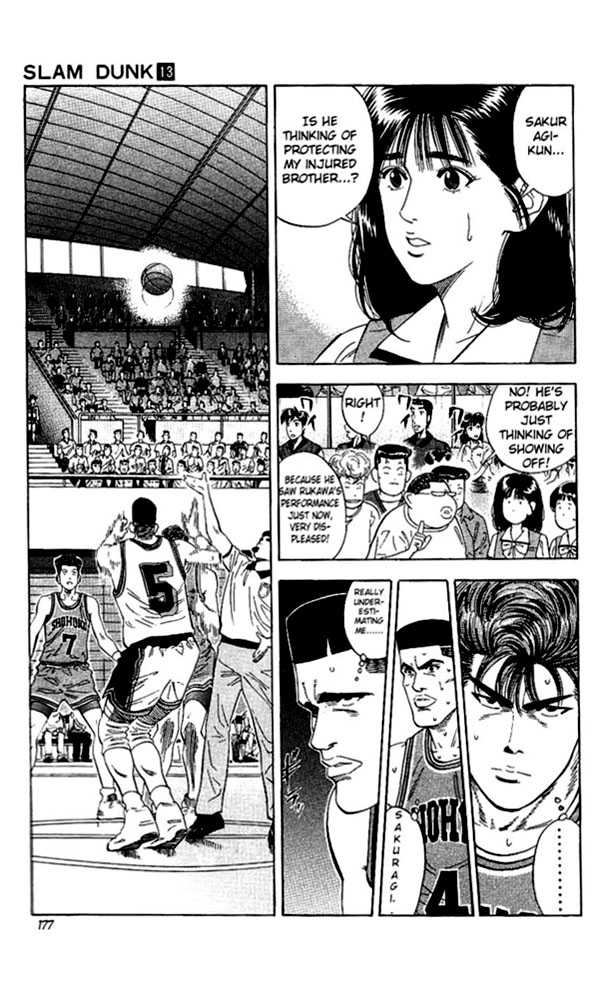 SLAM DUNK 13
SAKUR
AGI-
KUN...
IS HE
THINKING OF
PROTECTING
MY INJURED
BROTHER...?
NO! HE'S
PROBABLY
JUST
THINKING OF
SHOWING
OFF!
RIGHT
!
BECAUSE HE
SAW RUKAWA'S
PERFORMANCE
JUST NOW,
VERY DIS-
PLEASED!
REALLY
UNDER-
ESTI-
MATING
ME......
SAKURAGI..
SHOHOKU
7
5
4
177